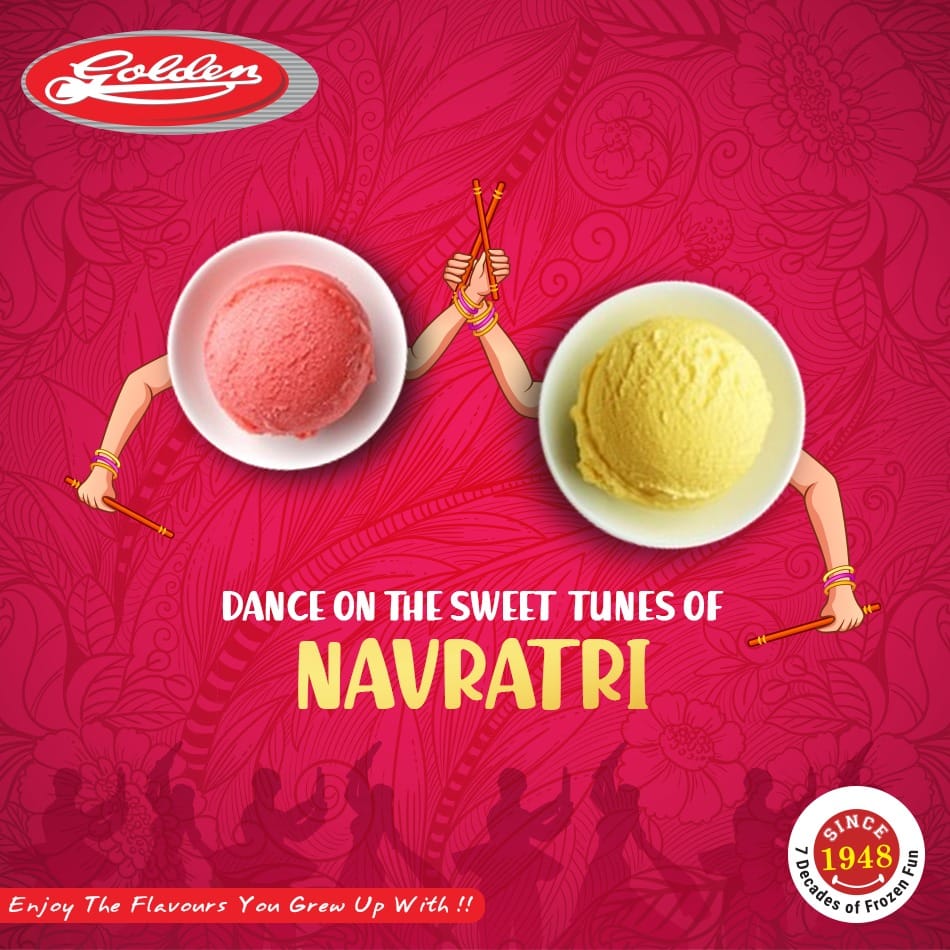 Golden
DANCE ON THE SWEET TUNES OF
NAVRATRI
SINCE
1948
7 Decades of Frozen Fun
Enjoy The Flavours You Grew Up With !!